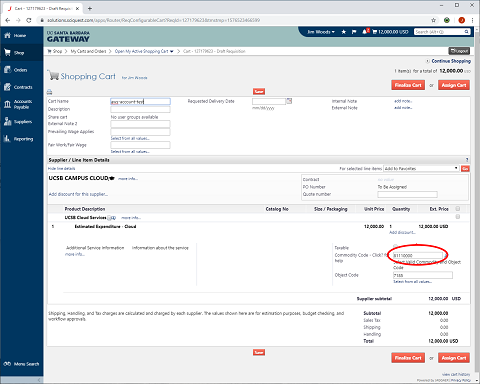 Cart - 127179623 - Draft Requisition
solutions.sciquest.com/apps/Router/ReqConfigurableCart?ReqId=127179623&tmstmp=1576523466599
UC SANTA BARBARA
GATEWAY
Jim Woods
12,000.00 USD
Search (Alt+Q)
Home
Shop
Orders
Contracts
Accounts Payable
Suppliers
Reporting
Menu Search
Shop
My Carts and Orders
Open My Active Shopping Cart
Cart - 127179623 - Draft Requisition
Logout
Continue Shopping
Shopping Cart for Jim Woods
1 item(s) for a total of 12,000.00 USD
Finalize Cart or Assign Cart
Save
Cart Name
Description
Share cart No user groups available
External Note 2
Prevailing Wage Applies
Select from all values...
Fair Work/Fair Wage
Select from all values...
Requested Delivery Date
mm/dd/yyyy
Internal Note add note...
External Note add note...
Supplier / Line Item Details
Hide line details
For selected line items Add to Favorites Go
UCSB CAMPUS CLOUD more info...
Add discount for this supplier...
Contract
PO Number To Be Assigned
Quote number
Product Description Catalog No Size / Packaging Unit Price Quantity Ext. Price
UCSB Cloud Services more info...
1 Estimated Expenditure - Cloud 12,000.00 1 12,000.00 USD
Add discount...
Additional Service Information Information about the service
more info...
Taxable
Commodity Code - Click? for help
81110000
Select Valid Commodity and Object Code
Object Code
Select from all values...
Supplier subtotal 12,000.00 USD
Shipping, Handling, and Tax charges are calculated and charged by each supplier. The values shown here are for estimation purposes, budget checking, and workflow approvals.
Subtotal 12,000.00
Sales Tax 0.00
Shipping 0.00
Handling 0.00
Total 12,000.00 USD
Save
Finalize Cart or Assign Cart
view cart history
Powered by JAGGAER | Privacy Policy